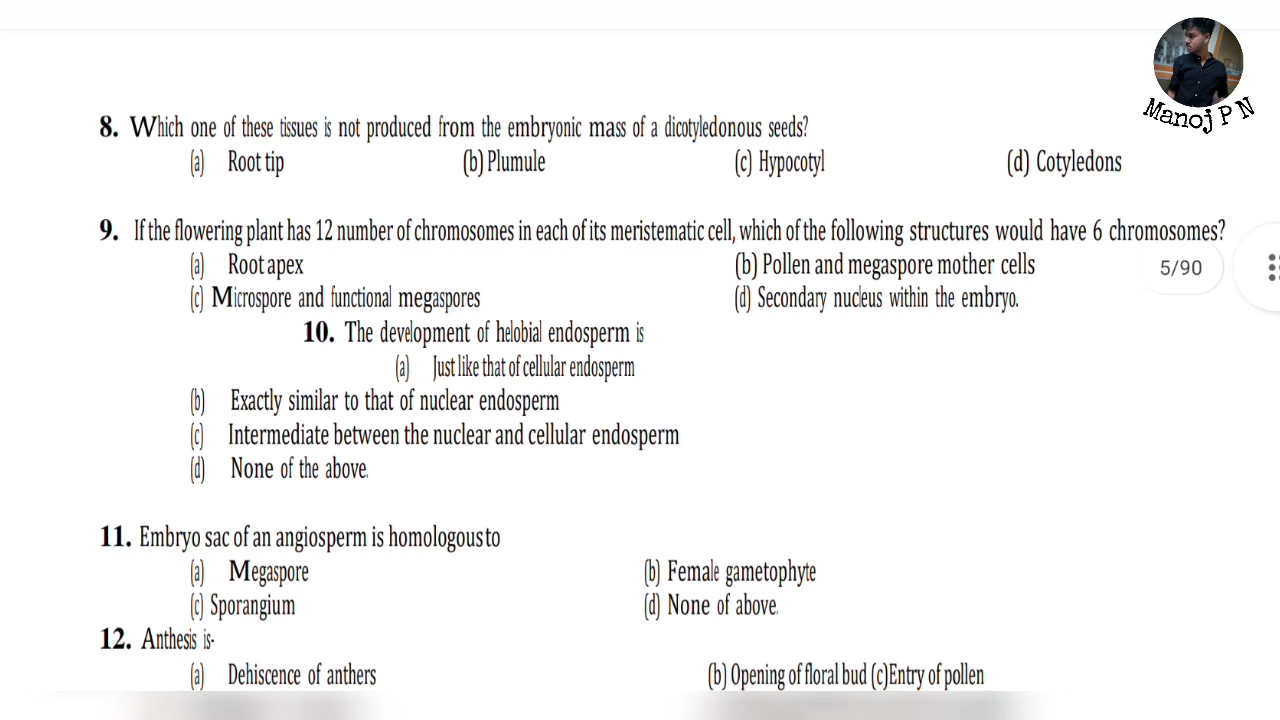 Manoj P N
8. Which one of these tissues is not produced from the embryonic mass of a dicotyledonous seeds?
(a) Root tip (b) Plumule (c) Hypocotyl (d) Cotyledons
9. If the flowering plant has 12 number of chromosomes in each of its meristematic cell, which of the following structures would have 6 chromosomes?
(a) Root apex (b) Pollen and megaspore mother cells
5/90
(c) Microspore and functional megaspores (d) Secondary nucleus within the embryo.
10. The development of helobial endosperm is
(a) Just like that of cellular endosperm
(b) Exactly similar to that of nuclear endosperm
(c) Intermediate between the nuclear and cellular endosperm
(d) None of the above.
11. Embryo sac of an angiosperm is homologous to
(a) Megaspore (b) Female gametophyte
(c) Sporangium (d) None of above.
12. Anthesis is-
(a) Dehiscence of anthers (b) Opening of floral bud (c)Entry of pollen